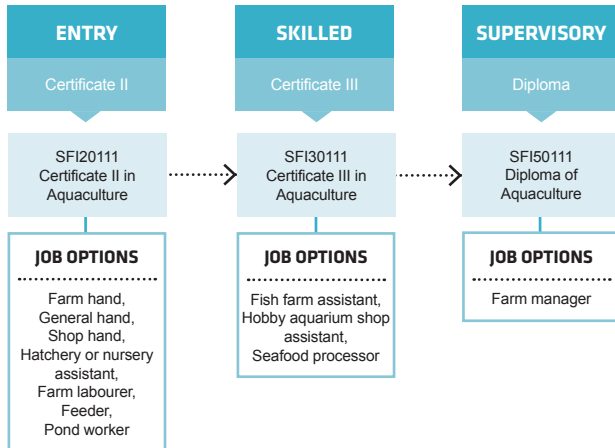 ENTRY
Certificate II
SFI20111
Certificate II in
Aquaculture
JOB OPTIONS
Farm hand,
General hand,
Shop hand,
Hatchery or nursery
assistant,
Farm labourer,
Feeder,
Pond worker
SKILLED
Certificate III
SFI30111
Certificate III in
Aquaculture
JOB OPTIONS
Fish farm assistant,
Hobby aquarium shop
assistant,
Seafood processor
SUPERVISORY
Diploma
SFI50111
Diploma of
Aquaculture
JOB OPTIONS
Farm manager